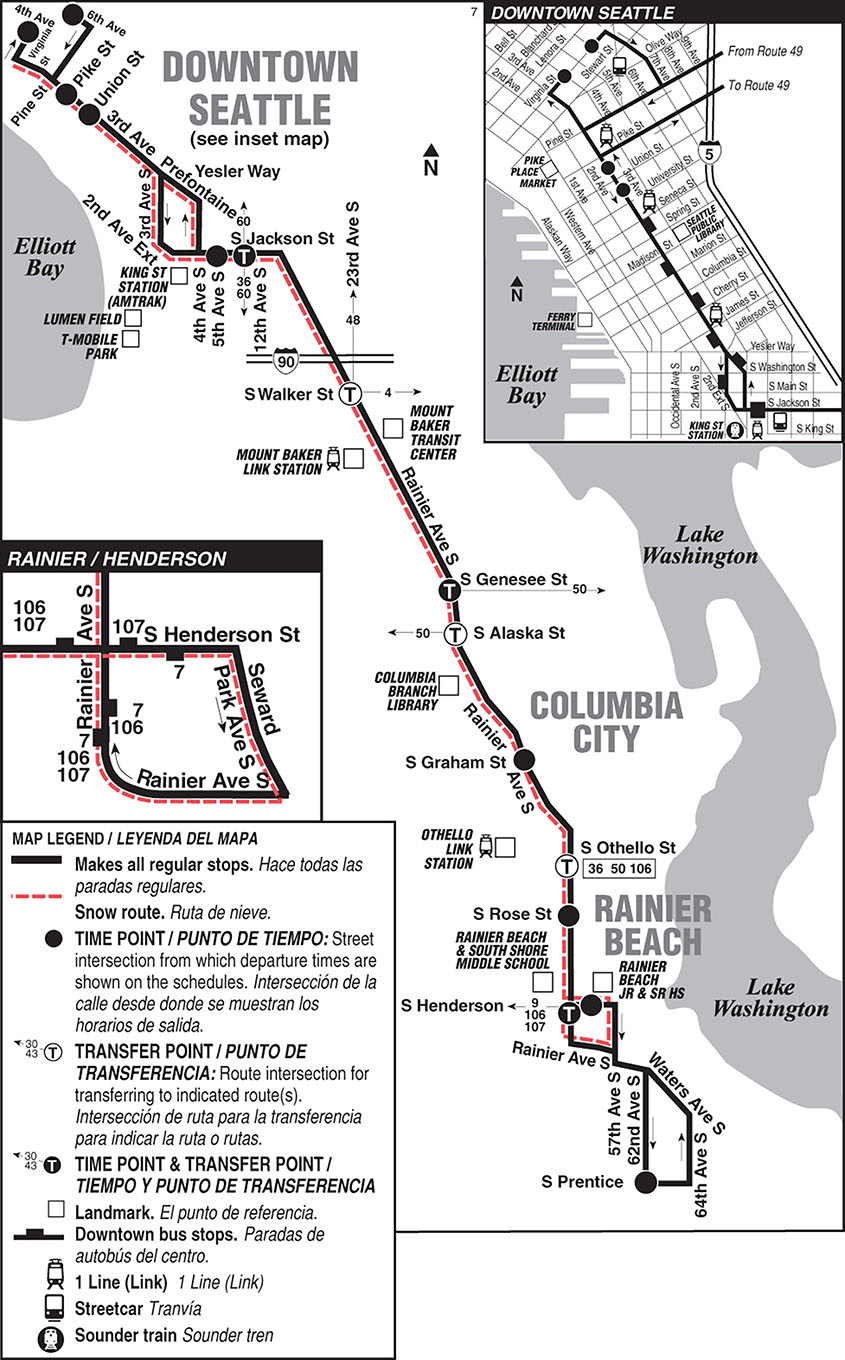 7
4th Ave
6th Ave
Virginia
St
Pine St
Pike St
Union St
DOWNTOWN
SEATTLE
(see inset map)
N
3rd Ave
Prefontaine
Yesler Way
3rd Ave S
2nd Ave Ext
60
S Jackson St
T
36
60
4th Ave S
5th Ave S
12th Ave S
23rd Ave S
48
Elliott
Bay
KING ST
STATION
(AMTRAK)
LUMEN FIELD
T-MOBILE
PARK
90
S Walker St
T
4
MOUNT
BAKER
TRANSIT
CENTER
MOUNT BAKER
LINK STATION
Rainier Ave S
S Genesee St
T
50
50
T
S Alaska St
COLUMBIA
BRANCH
LIBRARY
COLUMBIA
CITY
Rainier
Ave S
S Graham St
OTHELLO
LINK
STATION
S Othello St
T
36 50 106
S Rose St
RAINIER
BEACH
RAINIER BEACH
& SOUTH SHORE
MIDDLE SCHOOL
RAINIER
BEACH
JR & SR HS
S Henderson
9
106
107
T
Rainier Ave S
57th Ave S
62nd Ave S
Waters Ave S
64th Ave S
S Prentice
Lake
Washington
Lake
Washington
DOWNTOWN SEATTLE
Bell St
Blanchard
Lenora St
3rd Ave
2nd Ave
Virginia St
Stewart St
Olive Way
9th Ave
8th Ave
7th Ave
6th Ave
5th Ave
4th Ave
From Route 49
To Route 49
Pine St
Pike St
5
PIKE
PLACE
MARKET
1st Ave
2nd Ave
3rd Ave
Union St
University St
Seneca St
Spring St
SEATTLE
PUBLIC
LIBRARY
Western Ave
Alaskan Way
Madison St
Marion St
Columbia St
Cherry St
James St
Jefferson St
N
FERRY
TERMINAL
Elliott
Bay
Yesler Way
S Washington St
S Main St
S Jackson St
S King St
Occidental Ave S
2nd Ave S
2nd Ext S
KING ST
STATION
RAINIER / HENDERSON
106
107
Rainier Ave S
107
S Henderson St
7
Seward
Park Ave S
Rainier
7
106
7
106
107
Rainier Ave S
MAP LEGEND / LEYENDA DEL MAPA
Makes all regular stops. Hace todas las
paradas regulares.
Snow route. Ruta de nieve.
TIME POINT / PUNTO DE TIEMPO: Street
intersection from which departure times are
shown on the schedules. Intersección de la
calle desde donde se muestran los
horarios de salida.
30
43 T TRANSFER POINT / PUNTO DE
TRANSFERENCIA: Route intersection for
transferring to indicated route(s).
Intersección de ruta para la transferencia
para indicar la ruta o rutas.
30
43 T TIME POINT & TRANSFER POINT /
TIEMPO Y PUNTO DE TRANSFERENCIA
Landmark. El punto de referencia.
Downtown bus stops. Paradas de
autobús del centro.
1 Line (Link) 1 Line (Link)
Streetcar Tranvía
Sounder train Sounder tren